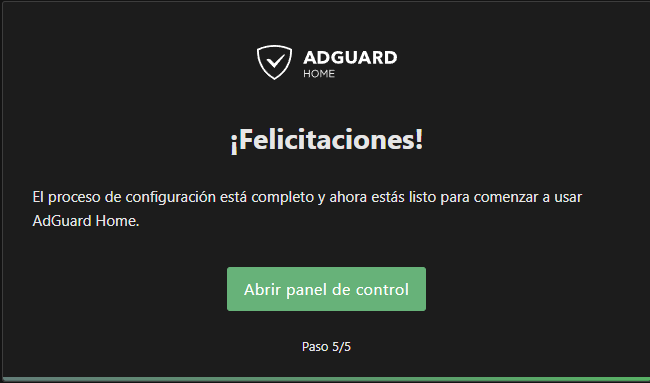 ADGUARD
HOME
¡Felicitaciones!
El proceso de configuración está completo y ahora estás listo para comenzar a usar
AdGuard Home.
Abrir panel de control
Paso 5/5